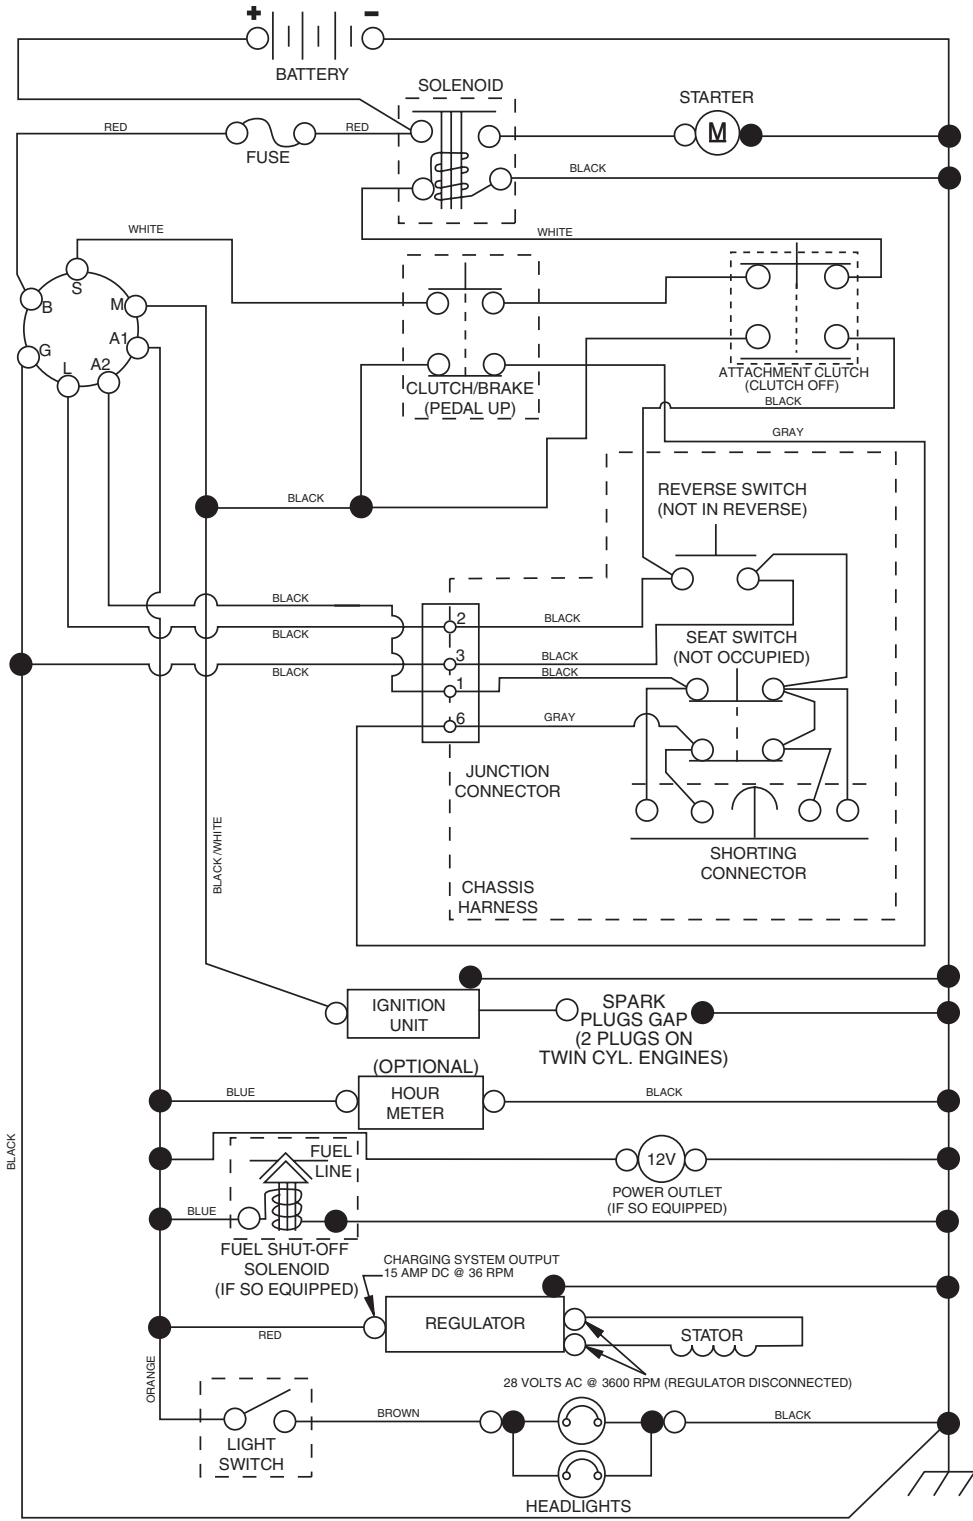 + -
BATTERY
SOLENOID
STARTER
M
RED
RED
FUSE
BLACK
WHITE
WHITE
S
B
M
A1
G
L
A2
CLUTCH/BRAKE
(PEDAL UP)
ATTACHMENT CLUTCH
(CLUTCH OFF)
BLACK
GRAY
BLACK
REVERSE SWITCH
(NOT IN REVERSE)
BLACK
BLACK
BLACK
2
3
1
6
BLACK
BLACK
BLACK
GRAY
SEAT SWITCH
(NOT OCCUPIED)
JUNCTION
CONNECTOR
SHORTING
CONNECTOR
CHASSIS
HARNESS
BLACK/WHITE
IGNITION
UNIT
SPARK
PLUGS GAP
(2 PLUGS ON
TWIN CYL. ENGINES)
(OPTIONAL)
HOUR
METER
BLUE
BLACK
BLACK
FUEL
LINE
12V
POWER OUTLET
(IF SO EQUIPPED)
BLUE
FUEL SHUT-OFF
SOLENOID
(IF SO EQUIPPED)
CHARGING SYSTEM OUTPUT
15 AMP DC @ 36 RPM
REGULATOR
STATOR
RED
28 VOLTS AC @ 3600 RPM (REGULATOR DISCONNECTED)
ORANGE
LIGHT
SWITCH
BROWN
BLACK
HEADLIGHTS